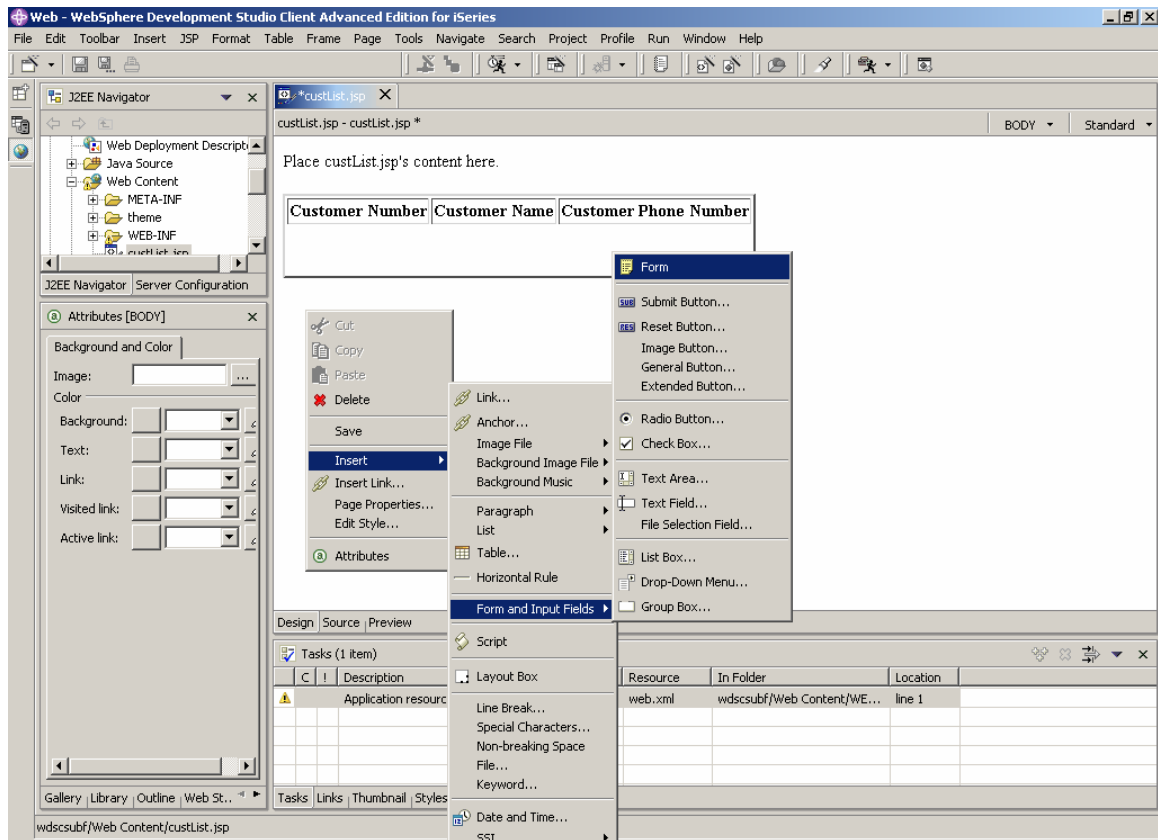 Web - WebSphere Development Studio Client Advanced Edition for iSeries
File Edit Toolbar Insert JSP Format Table Frame Page Tools Navigate Search Project Profile Run Window Help
J2EE Navigator
Web Deployment Descript
Java Source
Web Content
META-INF
theme
WEB-INF
custList.jsp
J2EE Navigator Server Configuration
Attributes [BODY]
Background and Color
Image: ...
Color
Background:
Text:
Link:
Visited link:
Active link:
Gallery Library Outline Web St..
*custList.jsp
custList.jsp - custList.jsp * BODY Standard
Place custList.jsp's content here.
Customer Number Customer Name Customer Phone Number
Cut
Copy
Paste
Delete
Save
Insert
Insert Link...
Page Properties...
Edit Style...
Attributes
Link...
Anchor...
Image File
Background Image File
Background Music
Paragraph
List
Table...
Horizontal Rule
Form and Input Fields
Script
Layout Box
Line Break...
Special Characters...
Non-breaking Space
File...
Keyword...
Date and Time...
SSI
Form
SUB Submit Button...
RES Reset Button...
Image Button...
General Button...
Extended Button...
Radio Button...
Check Box...
Text Area...
Text Field...
File Selection Field...
List Box...
Drop-Down Menu...
Group Box...
Design Source Preview
Tasks (1 item)
C ! Description Resource In Folder Location
Application resourc web.xml wdscsubf/Web Content/WE... line 1
Tasks Links Thumbnail Styles
wdscsubf/Web Content/custList.jsp